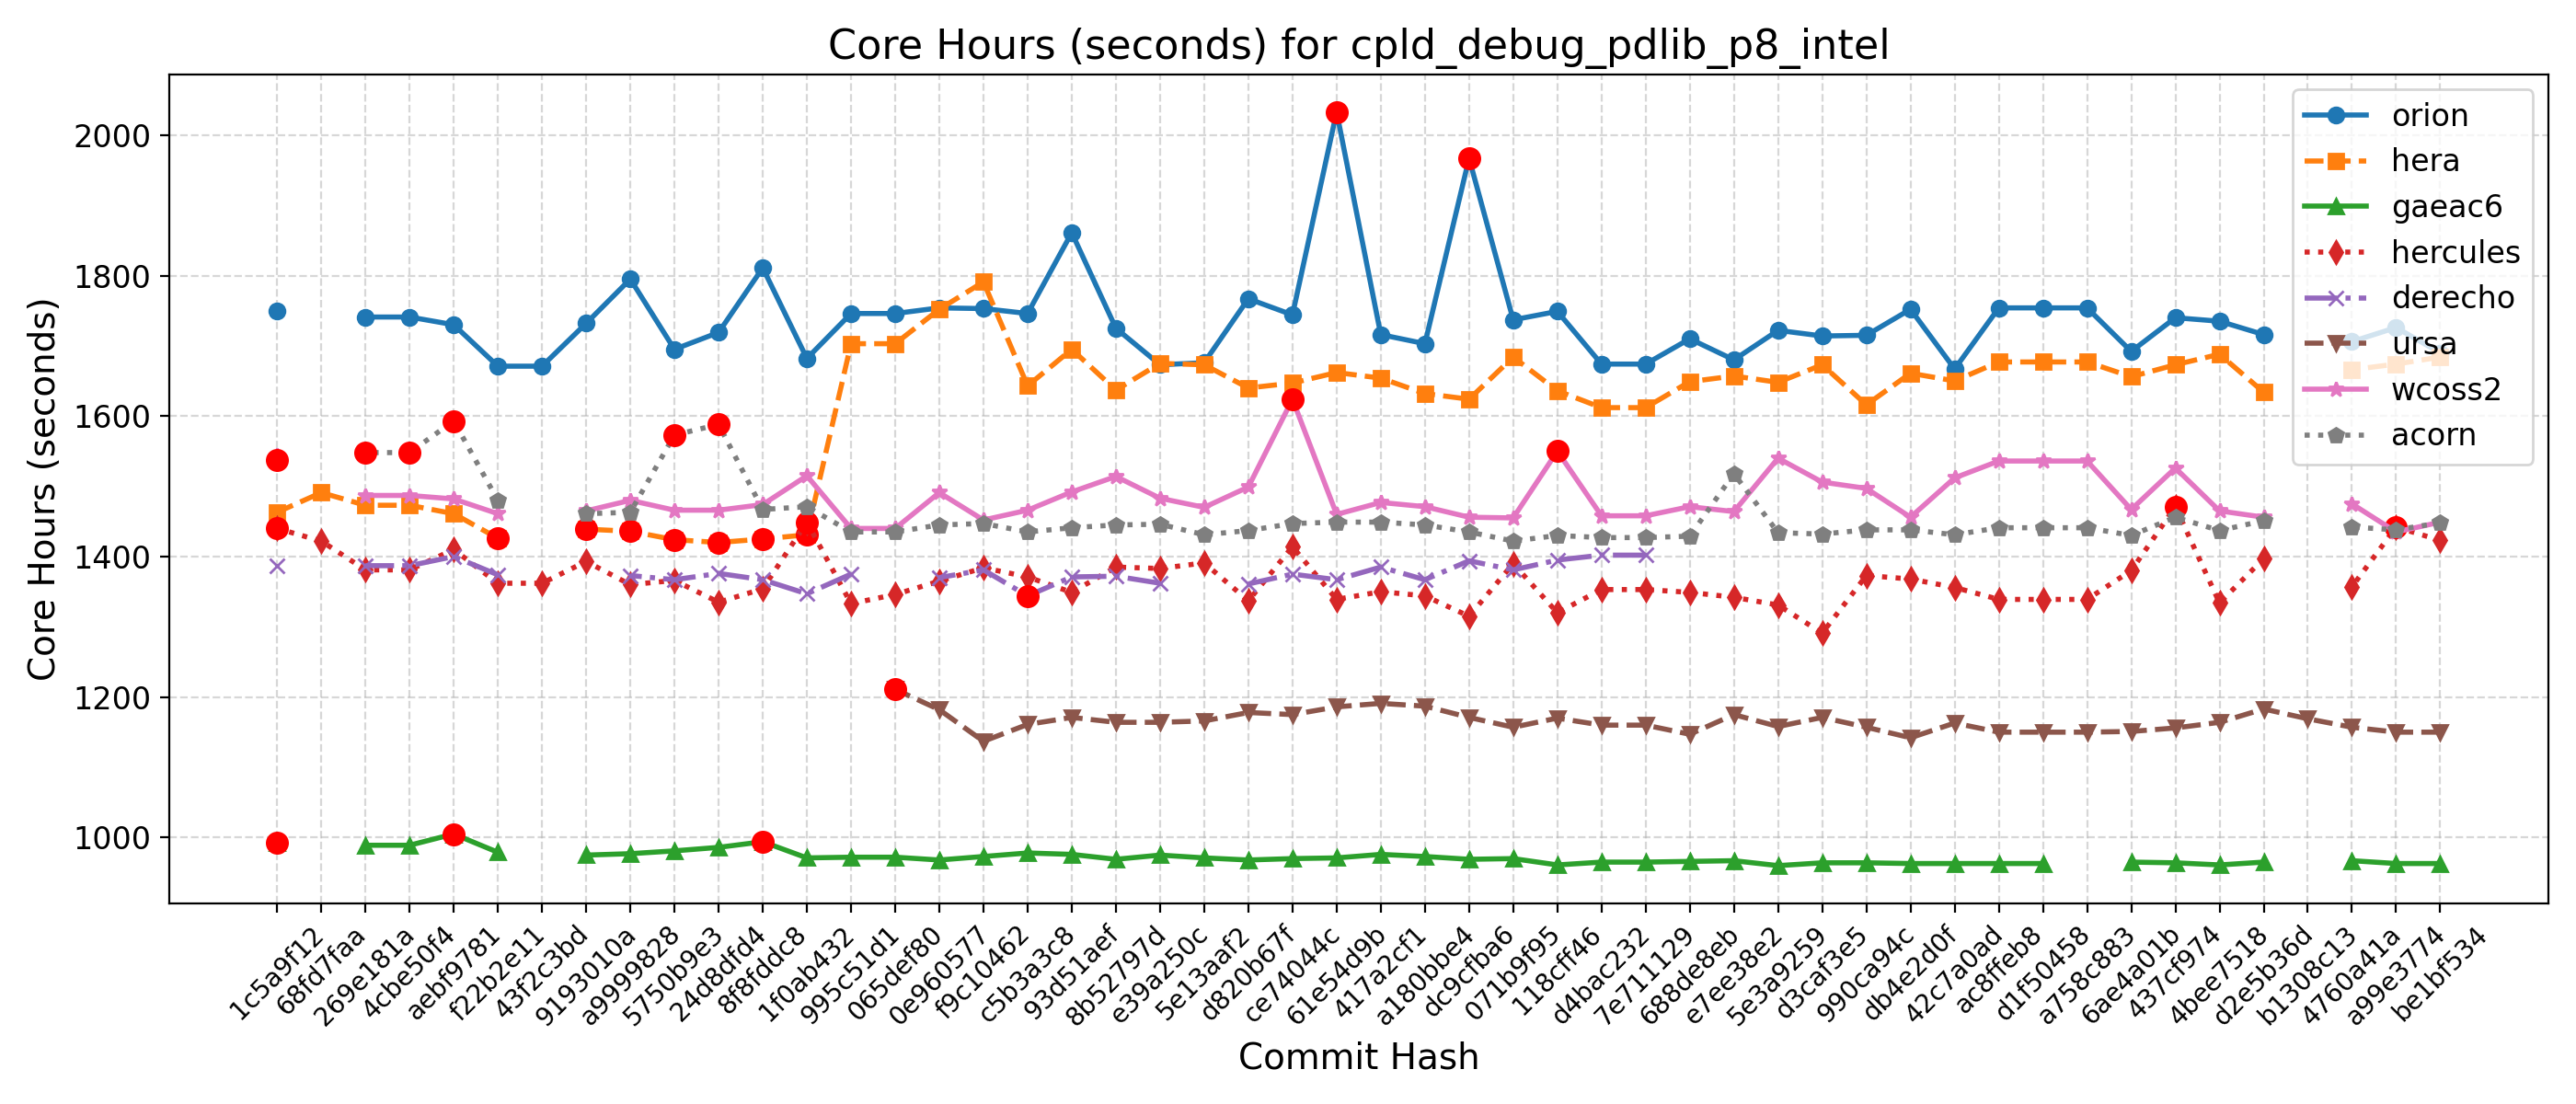 Core Hours (seconds) for cpld_debug_pdlib_p8_intel
Core Hours (seconds)
2000
1800
1600
1400
1200
1000
orion
hera
gaeac6
hercules
derecho
ursa
wcoss2
acorn
1c5a9f12
68fd7faa
269e181a
4cbe50f4
aebf9781
f22b2e11
43f2c3bd
9193010a
a9999828
5750b9e3
24d8dfd4
8f8fddc8
1f0ab432
995c51d1
065def80
0e960577
f9c10462
c5b3a3c8
93d51aef
8b52797d
e39a250c
5e13aaf2
d820b67f
ce74044c
61e54d9b
417a2cf1
a180bbe4
dc9cfba6
071b9f95
118cff46
d4bac232
7e711129
688de8eb
e7ee38e2
5e3a9259
d3caf3e5
990ca94c
db4e2d0f
42c7a0ad
ac8ffeb8
d1f50458
a758c883
6ae4a01b
437cf974
4bee7518
d2e5b36d
b1308c13
4760a41a
a99e3774
be1bf534
Commit Hash